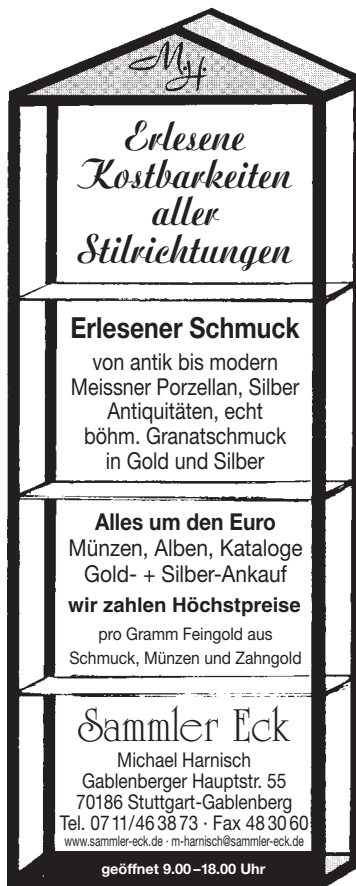 M.H.
Erlesene
Kostbarkeiten
aller
Stilrichtungen
Erlesener Schmuck
von antik bis modern
Meissner Porzellan, Silber
Antiquitäten, echt
böhm. Granatschmuck
in Gold und Silber
Alles um den Euro
Münzen, Alben, Kataloge
Gold- + Silber-Ankauf
wir zahlen Höchstpreise
pro Gramm Feingold aus
Schmuck, Münzen und Zahngold
Sammler Eck
Michael Harnisch
Gablenberger Hauptstr. 55
70186 Stuttgart-Gablenberg
Tel. 07 11/46 38 73 · Fax 48 30 60
www.sammler-eck.de · m-harnisch@sammler-eck.de
geöffnet 9.00–18.00 Uhr